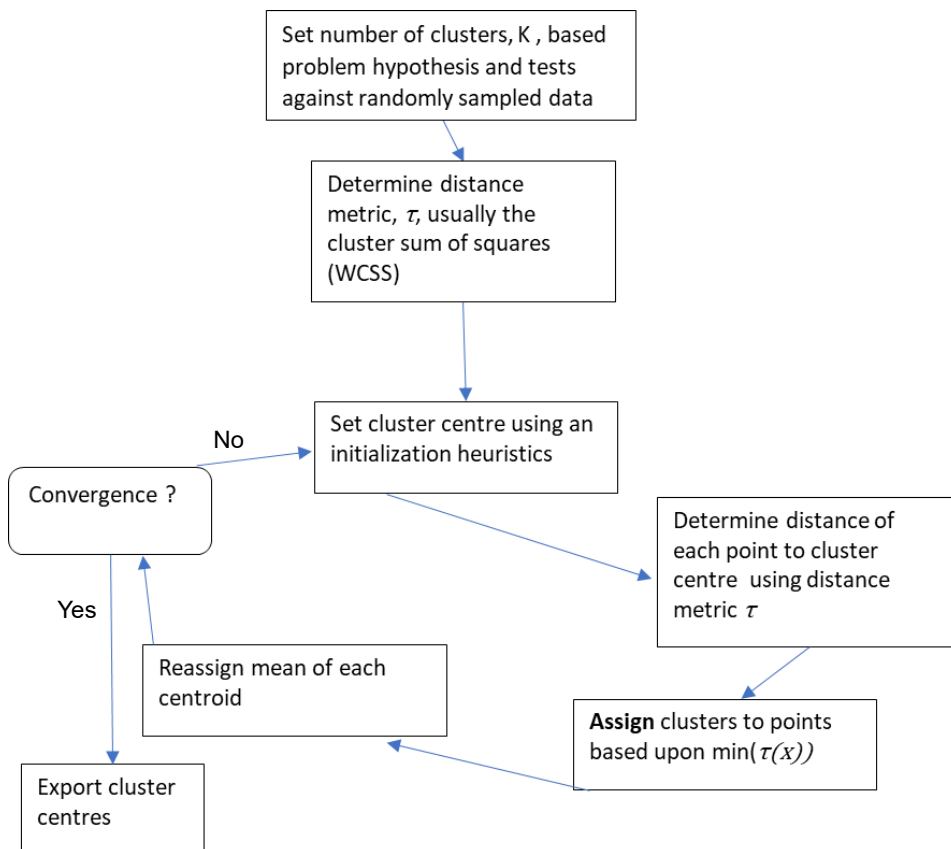 Set number of clusters, K , based
problem hypothesis and tests
against randomly sampled data
Determine distance
metric, τ, usually the
cluster sum of squares
(WCSS)
Set cluster centre using an
initialization heuristics
No
Convergence ?
Determine distance of
each point to cluster
centre using distance
metric τ
Yes
Reassign mean of each
centroid
Assign clusters to points
based upon min(τ(x))
Export cluster
centres